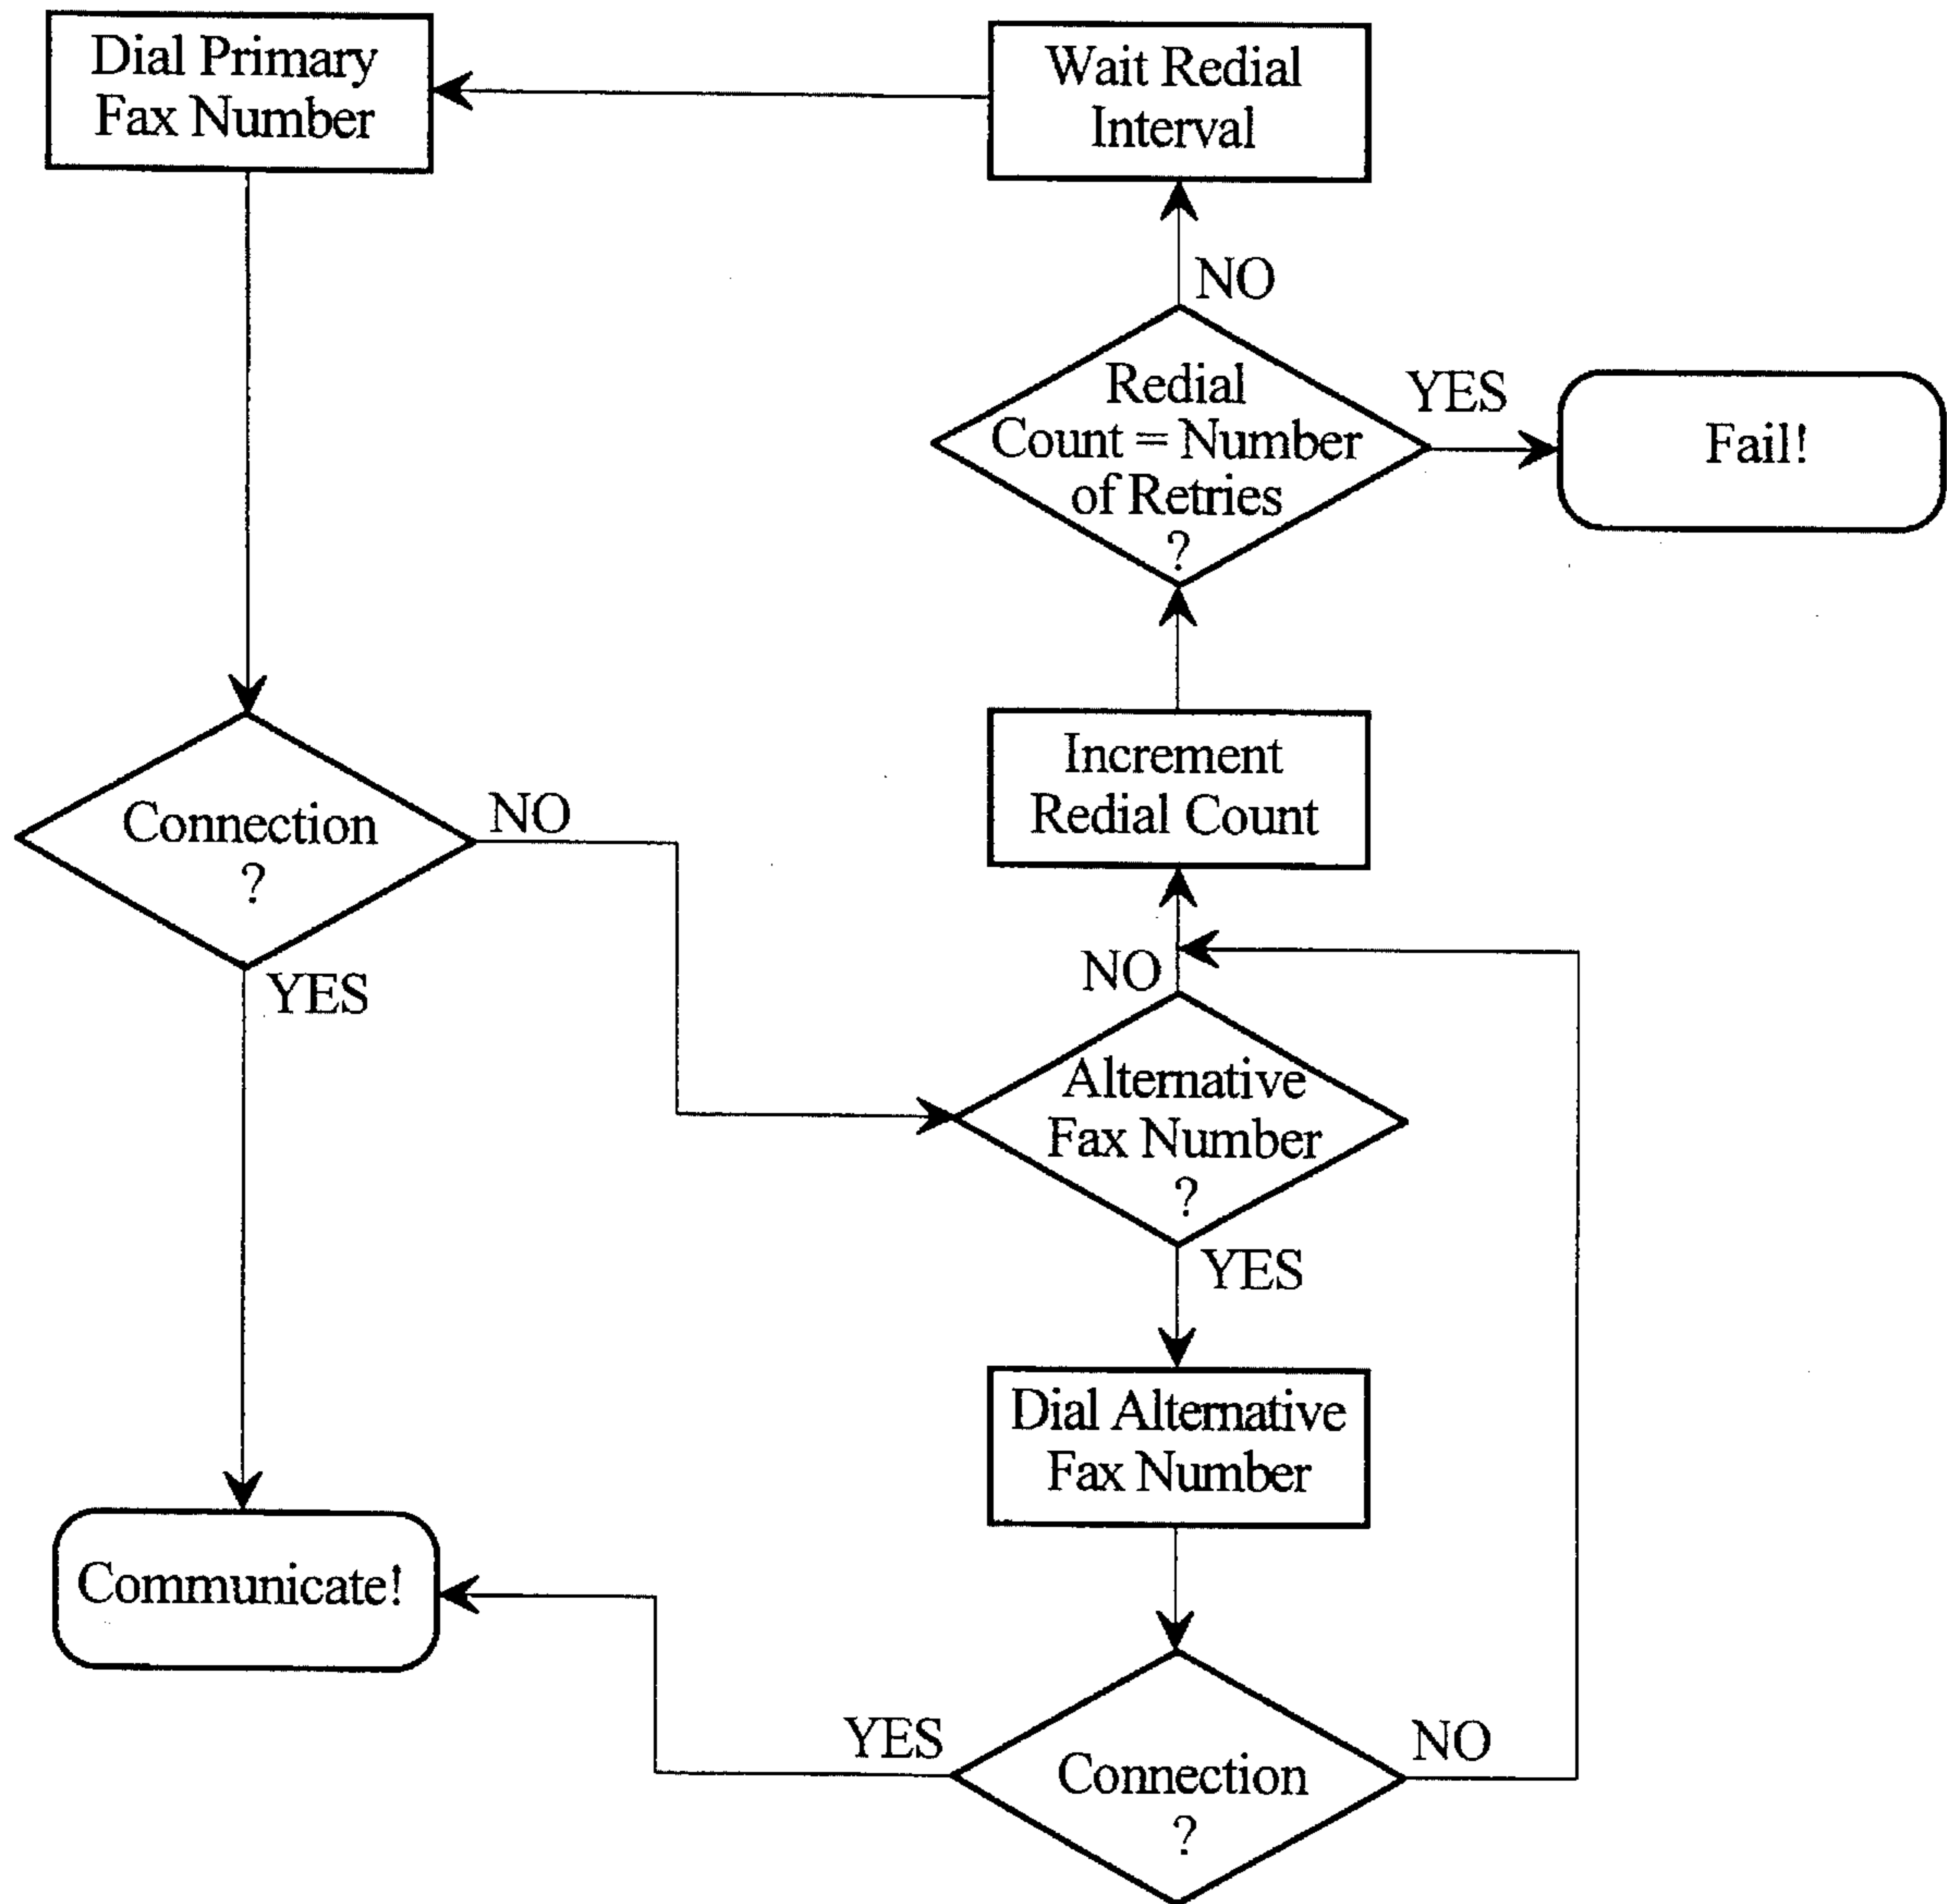 Dial Primary
Fax Number
Wait Redial
Interval
NO
Redial
Count = Number
of Retries
?
YES
Fail!
Increment
Redial Count
Connection
?
NO
YES
NO
Alternative
Fax Number
?
YES
Dial Alternative
Fax Number
Communicate!
YES
Connection
?
NO